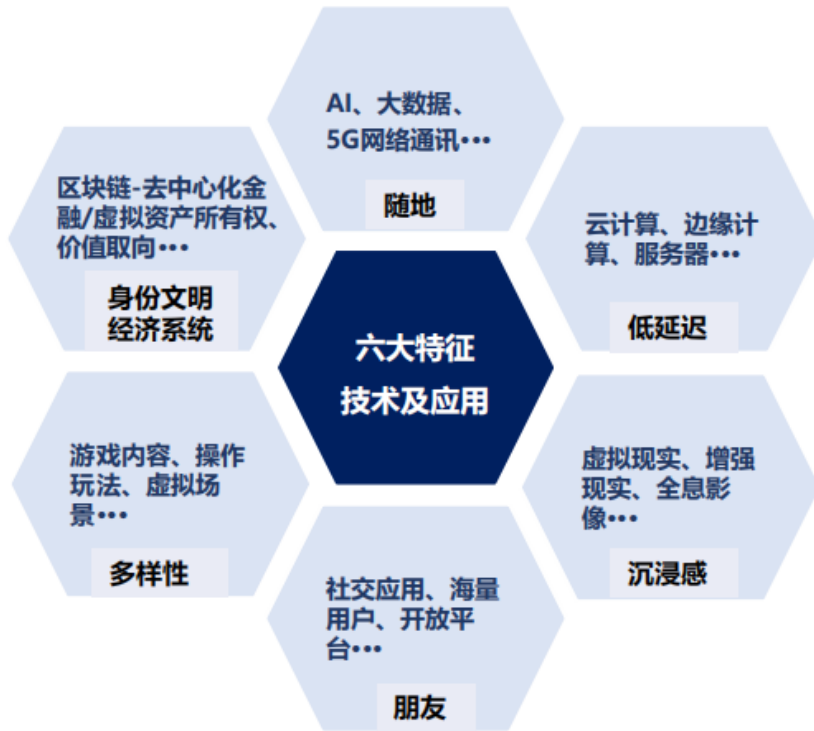 AI、大数据、
5G网络通讯•••
随地
区块链-去中心化金
融/虚拟资产所有权、
价值取向•••
身份文明
经济系统
云计算、边缘计
算、服务器•••
低延迟
六大特征
技术及应用
游戏内容、操作
玩法、虚拟场
景•••
多样性
虚拟现实、增强
现实、全息影
像•••
沉浸感
社交应用、海量
用户、开放平
台•••
朋友